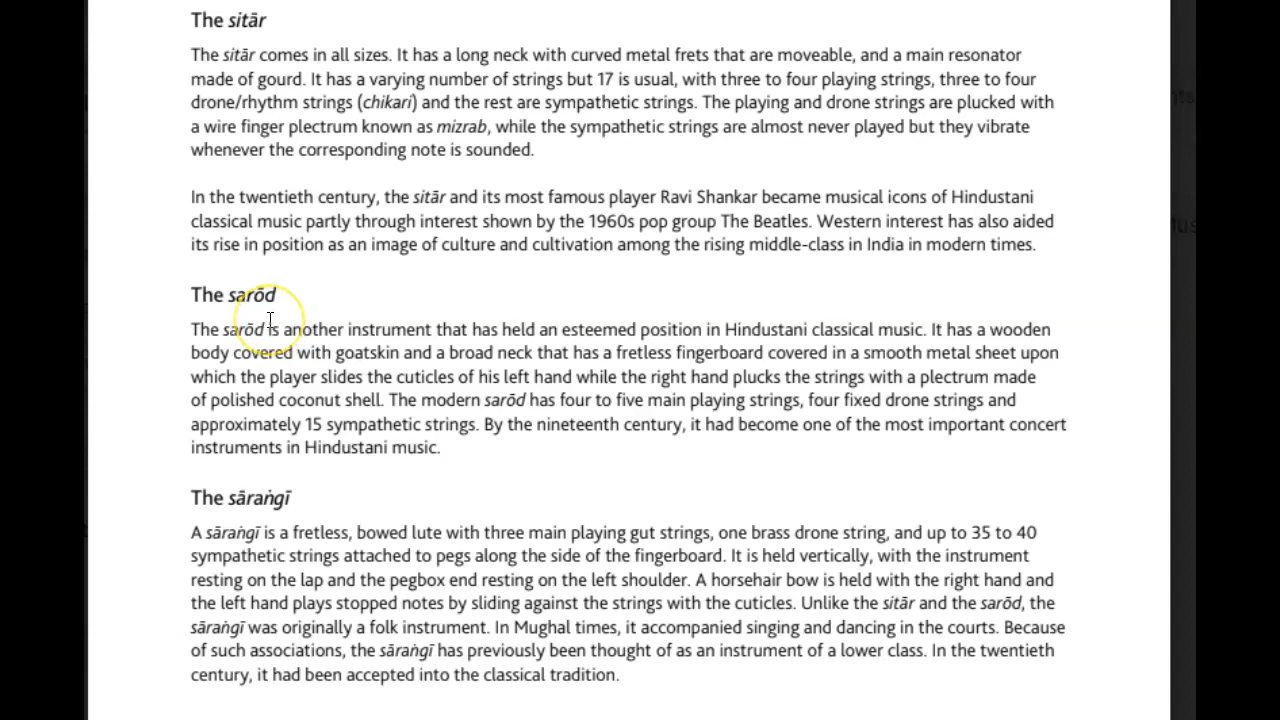 The sitār
The sitār comes in all sizes. It has a long neck with curved metal frets that are moveable, and a main resonator
made of gourd. It has a varying number of strings but 17 is usual, with three to four playing strings, three to four
drone/rhythm strings (chikari) and the rest are sympathetic strings. The playing and drone strings are plucked with
a wire finger plectrum known as mizrab, while the sympathetic strings are almost never played but they vibrate
whenever the corresponding note is sounded.
In the twentieth century, the sitār and its most famous player Ravi Shankar became musical icons of Hindustani
classical music partly through interest shown by the 1960s pop group The Beatles. Western interest has also aided
its rise in position as an image of culture and cultivation among the rising middle-class in India in modern times.
The sarōd
The sarōd is another instrument that has held an esteemed position in Hindustani classical music. It has a wooden
body covered with goatskin and a broad neck that has a fretless fingerboard covered in a smooth metal sheet upon
which the player slides the cuticles of his left hand while the right hand plucks the strings with a plectrum made
of polished coconut shell. The modern sarōd has four to five main playing strings, four fixed drone strings and
approximately 15 sympathetic strings. By the nineteenth century, it had become one of the most important concert
instruments in Hindustani music.
The sāraṅgī
A sāraṅgī is a fretless, bowed lute with three main playing gut strings, one brass drone string, and up to 35 to 40
sympathetic strings attached to pegs along the side of the fingerboard. It is held vertically, with the instrument
resting on the lap and the pegbox end resting on the left shoulder. A horsehair bow is held with the right hand and
the left hand plays stopped notes by sliding against the strings with the cuticles. Unlike the sitār and the sarōd, the
sāraṅgī was originally a folk instrument. In Mughal times, it accompanied singing and dancing in the courts. Because
of such associations, the sāraṅgī has previously been thought of as an instrument of a lower class. In the twentieth
century, it had been accepted into the classical tradition.